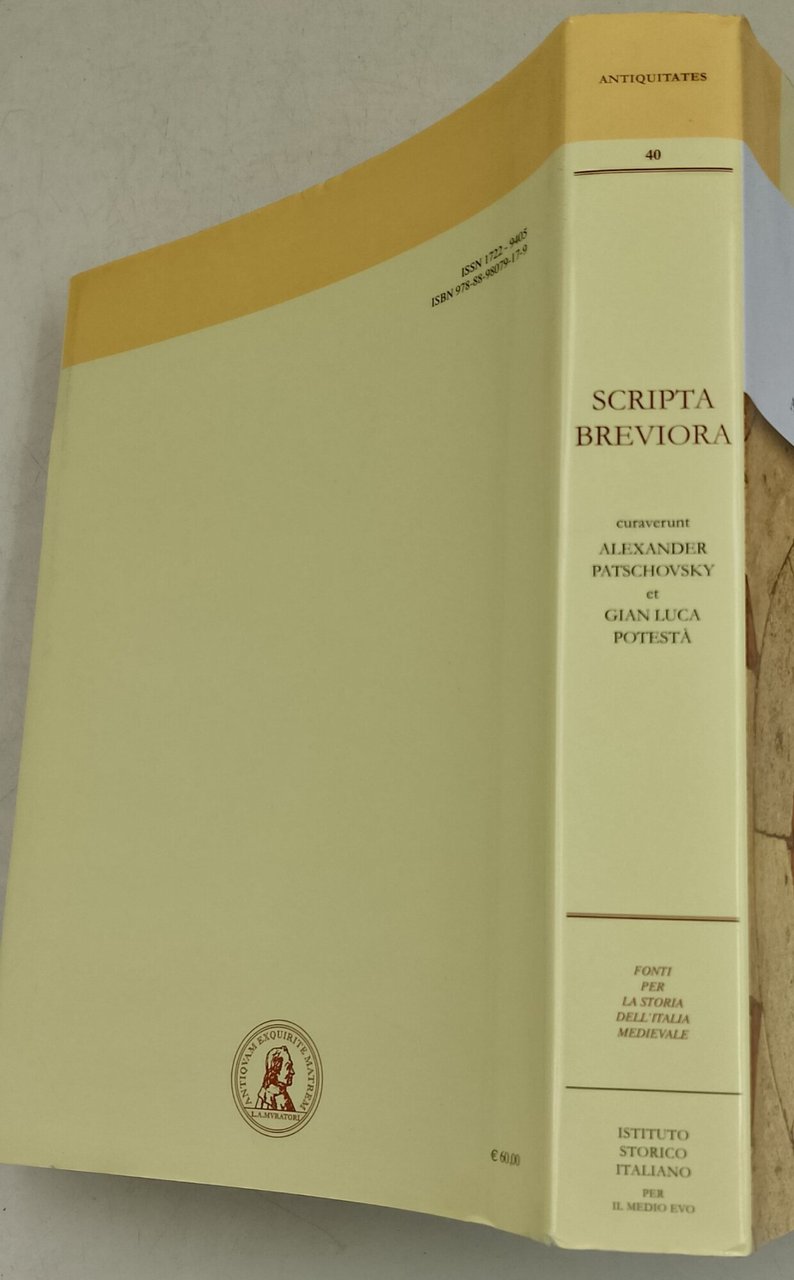 ANTIQUITATES
40
SCRIPTA
BREVIORA
curaverunt
ALEXANDER
PATSCHOVSKY
et
GIAN LUCA
POTESTÀ
FONTI
PER
LA STORIA
DELL'ITALIA
MEDIEVALE
ISTITUTO
STORICO
ITALIANO
PER
IL MEDIO EVO
ISSN 1722 - 9405
ISBN 978-88-98079-17-9
ANTIQVAM EXQUIRITE MATREM
L.A.MVRATORI
€ 60,00